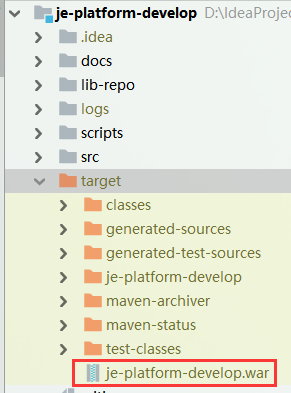 je-platform-develop D:\IdeaProjec
.idea
docs
lib-repo
logs
scripts
src
target
classes
generated-sources
generated-test-sources
je-platform-develop
maven-archiver
maven-status
test-classes
je-platform-develop.war